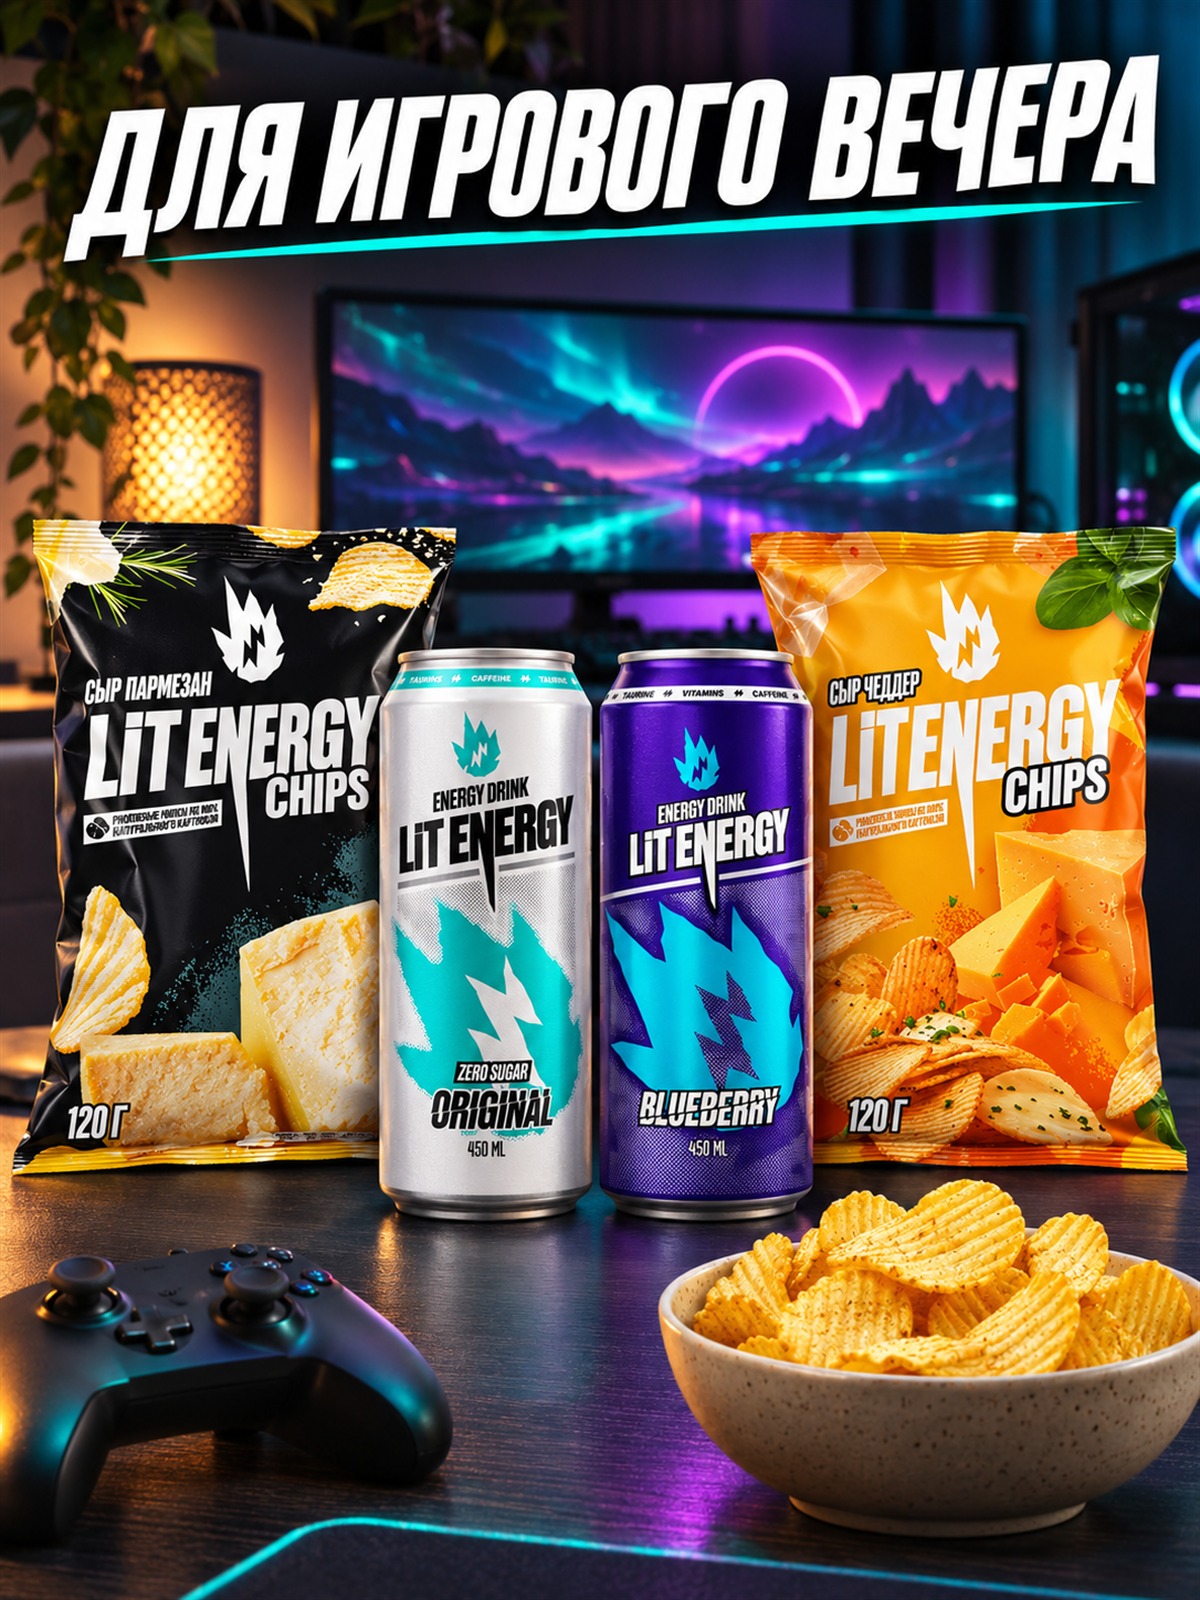 ДЛЯ ИГРОВОГО ВЕЧЕРА
СЫР ПАРМЕЗАН
LIT ENERGY
CHIPS
120 Г
TAURINE CAFFEINE TAURINE
ENERGY DRINK
LIT ENERGY
ZERO SUGAR
ORIGINAL
450 ML
TAURINE VITAMINS CAFFEINE
ENERGY DRINK
LIT ENERGY
BLUEBERRY
450 ML
СЫР ЧЕДДЕР
LIT ENERGY
CHIPS
120 Г